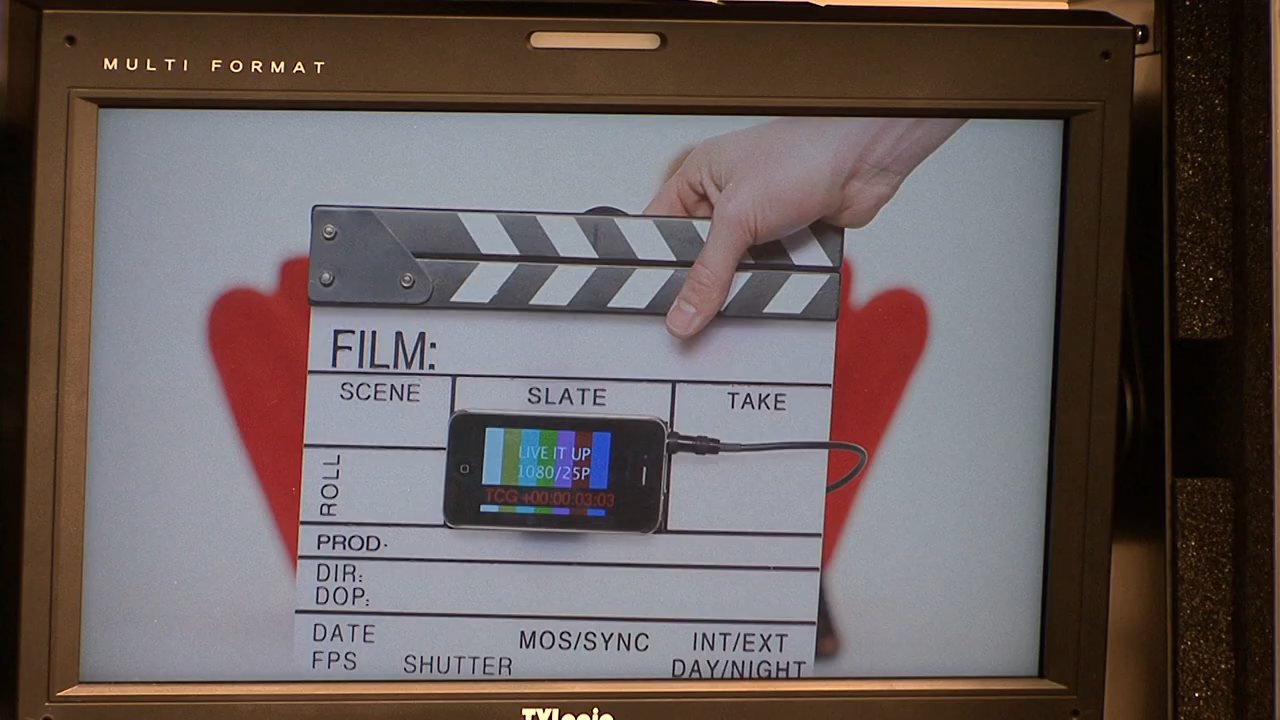 MULTI FORMAT
FILM:
SCENE
SLATE
TAKE
LIVE IT UP
1080/25P
TCG +00:00:03:03
ROLL
PROD.
DIR:
DOP:
DATE
MOS/SYNC
INT/EXT
FPS
SHUTTER
DAY/NIGHT
TVLogic